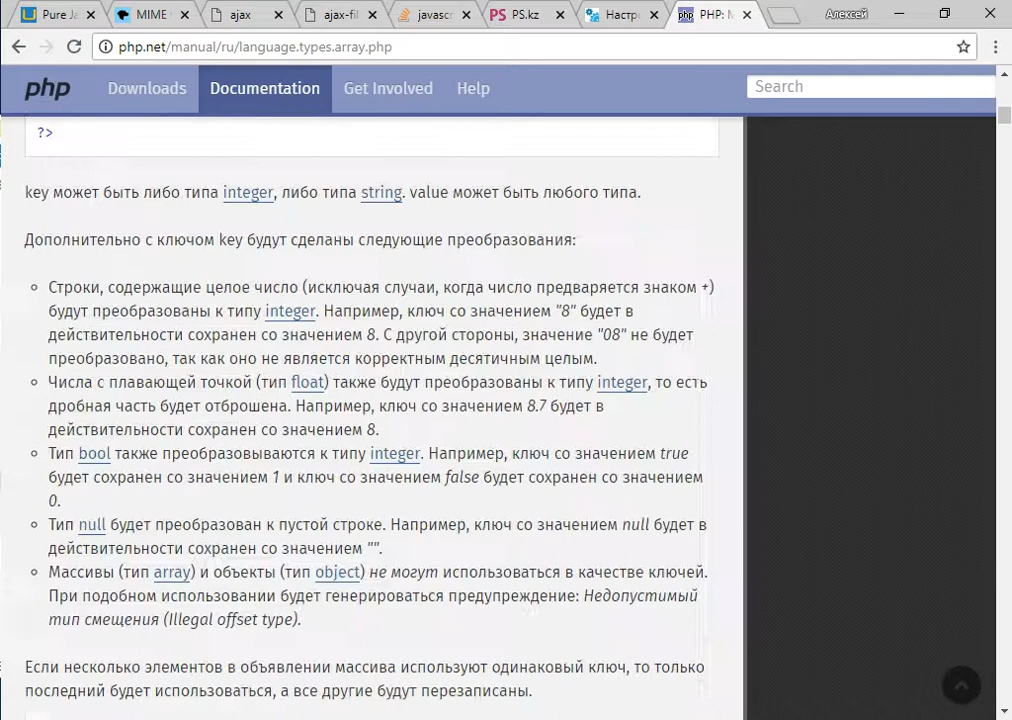 Pure Ja
MIME
ajax
ajax-fil
javascr
PS.kz
Настр
PHP: M
Алексей
php.net/manual/ru/language.types.array.php
php
Downloads
Documentation
Get Involved
Help
Search
?>
key может быть либо типа integer, либо типа string. value может быть любого типа.
Дополнительно с ключом key будут сделаны следующие преобразования:
Строки, содержащие целое число (исключая случаи, когда число предваряется знаком +)
будут преобразованы к типу integer. Например, ключ со значением "8" будет в
действительности сохранен со значением 8. С другой стороны, значение "08" не будет
преобразовано, так как оно не является корректным десятичным целым.
Числа с плавающей точкой (тип float) также будут преобразованы к типу integer, то есть
дробная часть будет отброшена. Например, ключ со значением 8.7 будет в
действительности сохранен со значением 8.
Тип bool также преобразовываются к типу integer. Например, ключ со значением true
будет сохранен со значением 1 и ключ со значением false будет сохранен со значением
0.
Тип null будет преобразован к пустой строке. Например, ключ со значением null будет в
действительности сохранен со значением "".
Массивы (тип array) и объекты (тип object) не могут использоваться в качестве ключей.
При подобном использовании будет генерироваться предупреждение: Недопустимый
тип смещения (Illegal offset type).
Если несколько элементов в объявлении массива используют одинаковый ключ, то только
последний будет использоваться, а все другие будут перезаписаны.